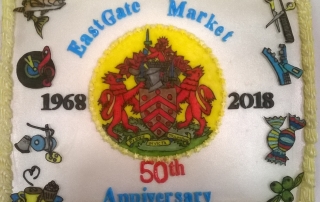 EastGate Market
1968 2018
50th
Anniversary